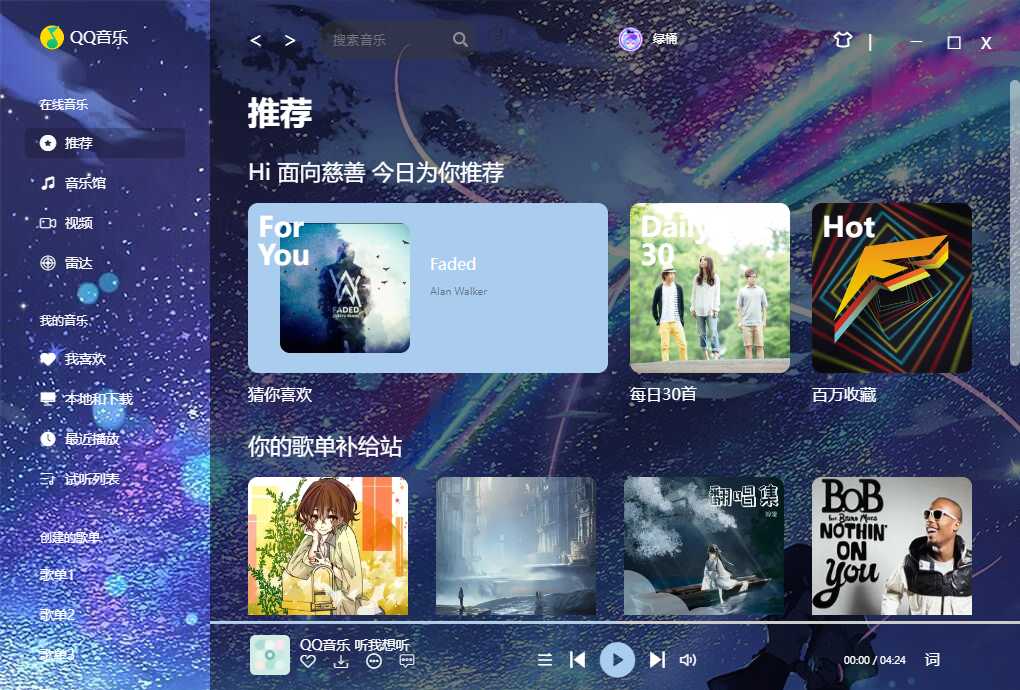 QQ音乐
在线音乐
推荐
音乐馆
视频
雷达
我的音乐
我喜欢
本地和下载
最近播放
试听列表
创建的歌单
歌单1
歌单2
歌单3
< >
搜索音乐
绿桶
X
推荐
Hi 面向慈善 今日为你推荐
For
You
FADED
Faded
Alan Walker
猜你喜欢
Daily
30
每日30首
Hot
百万收藏
你的歌单补给站
翻唱集
B.o.B
feat. Bruno Mars
NOTHIN'
ON
You
QQ音乐 听我想听
00:00 / 04:24
词